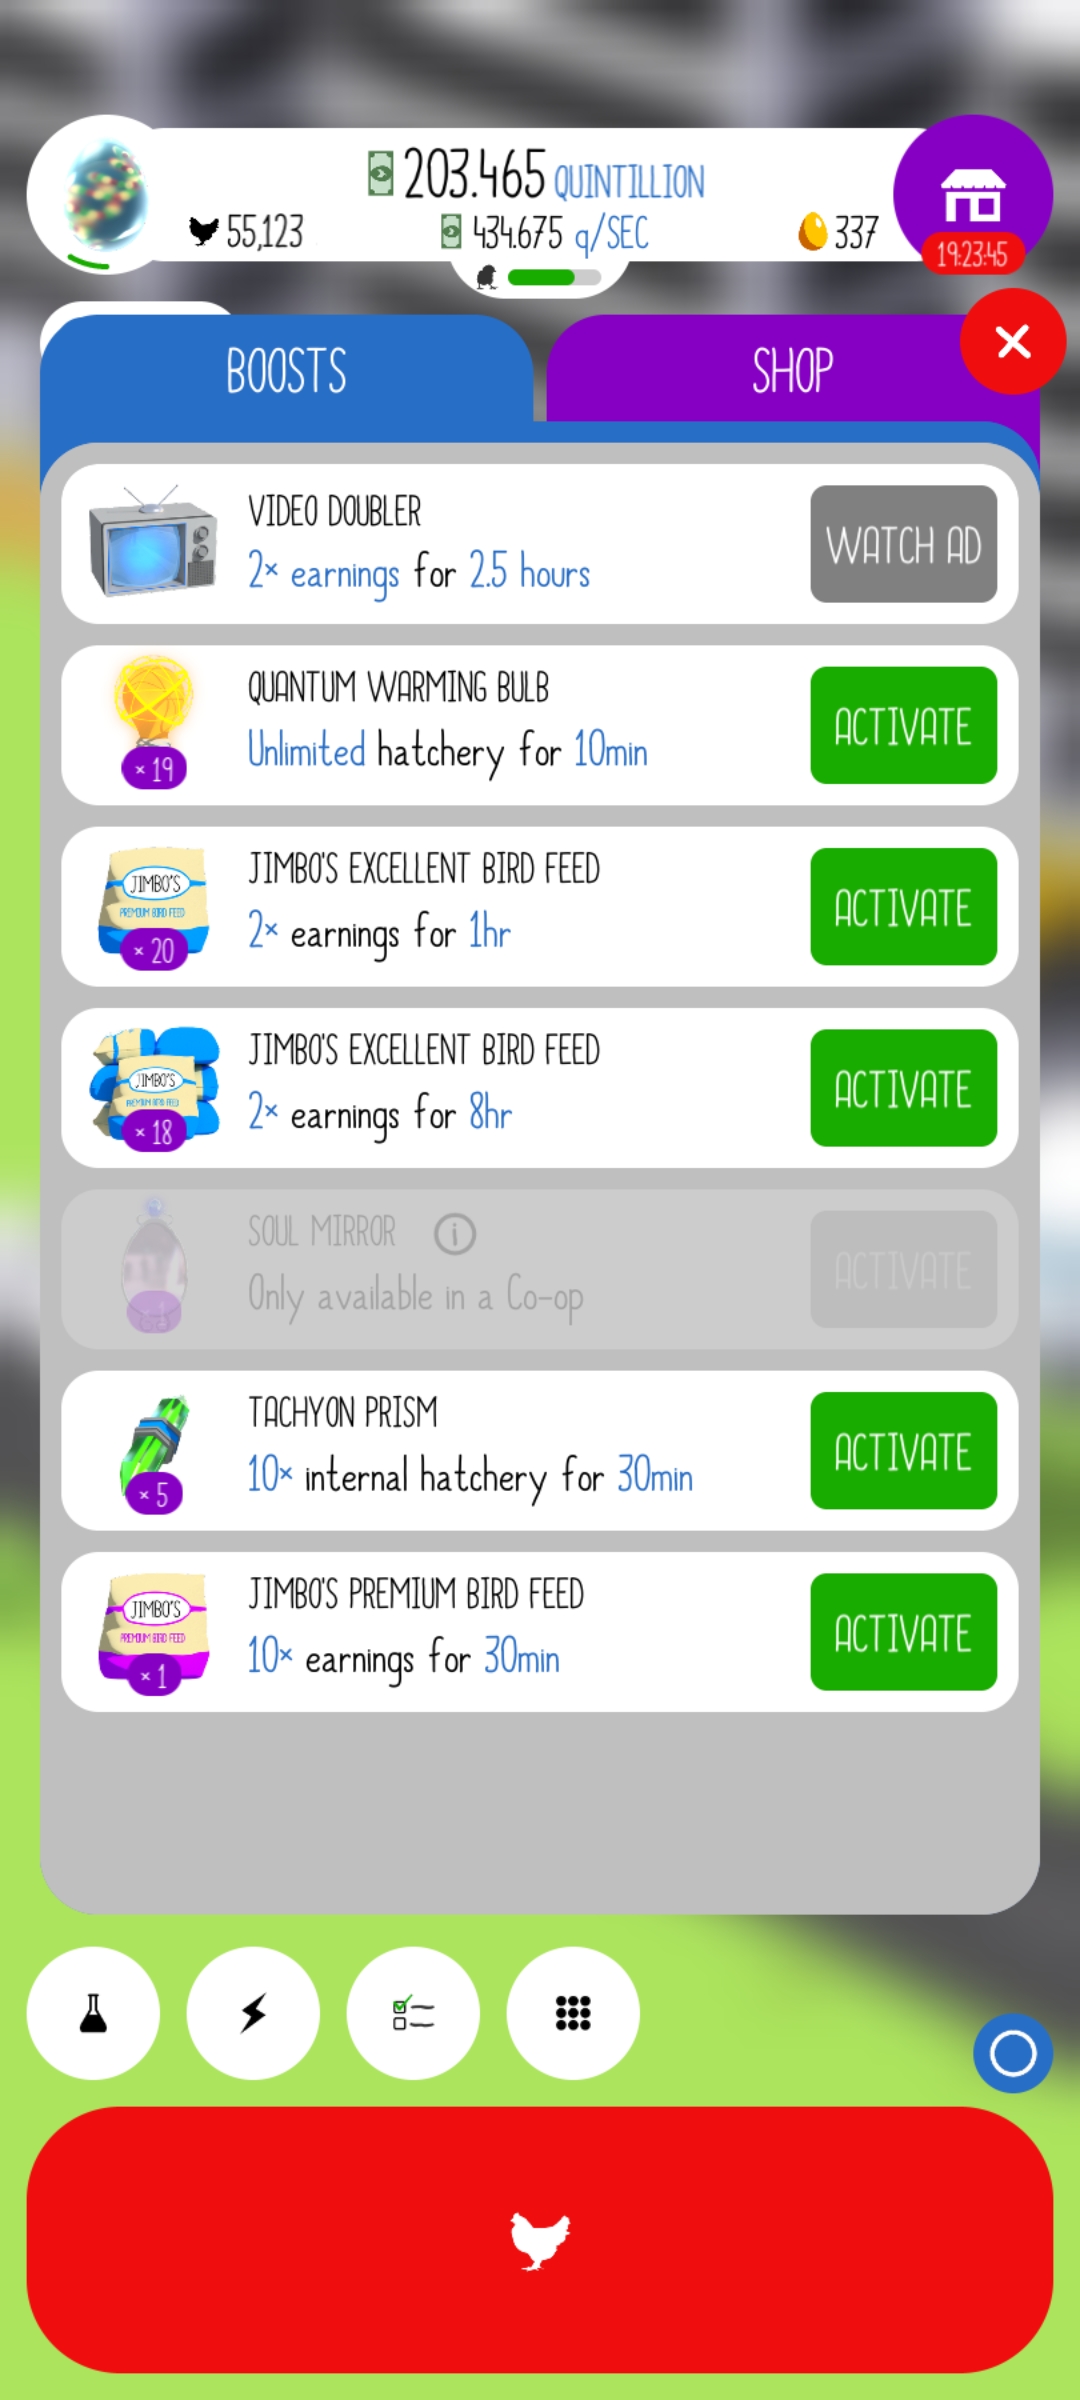 203.465 QUINTILLION
55,123
434.675 q/SEC
337
19:23:45
BOOSTS
SHOP
VIDEO DOUBLER
2× earnings for 2.5 hours
WATCH AD
QUANTUM WARMING BULB
Unlimited hatchery for 10min
× 19
ACTIVATE
JIMBO'S EXCELLENT BIRD FEED
2× earnings for 1hr
JIMBO'S
PREMIUM BIRD FEED
× 20
ACTIVATE
JIMBO'S EXCELLENT BIRD FEED
2× earnings for 8hr
JIMBO'S
PREMIUM BIRD FEED
× 18
ACTIVATE
SOUL MIRROR i
Only available in a Co-op
ACTIVATE
TACHYON PRISM
10× internal hatchery for 30min
× 5
ACTIVATE
JIMBO'S PREMIUM BIRD FEED
10× earnings for 30min
JIMBO'S
PREMIUM BIRD FEED
× 1
ACTIVATE